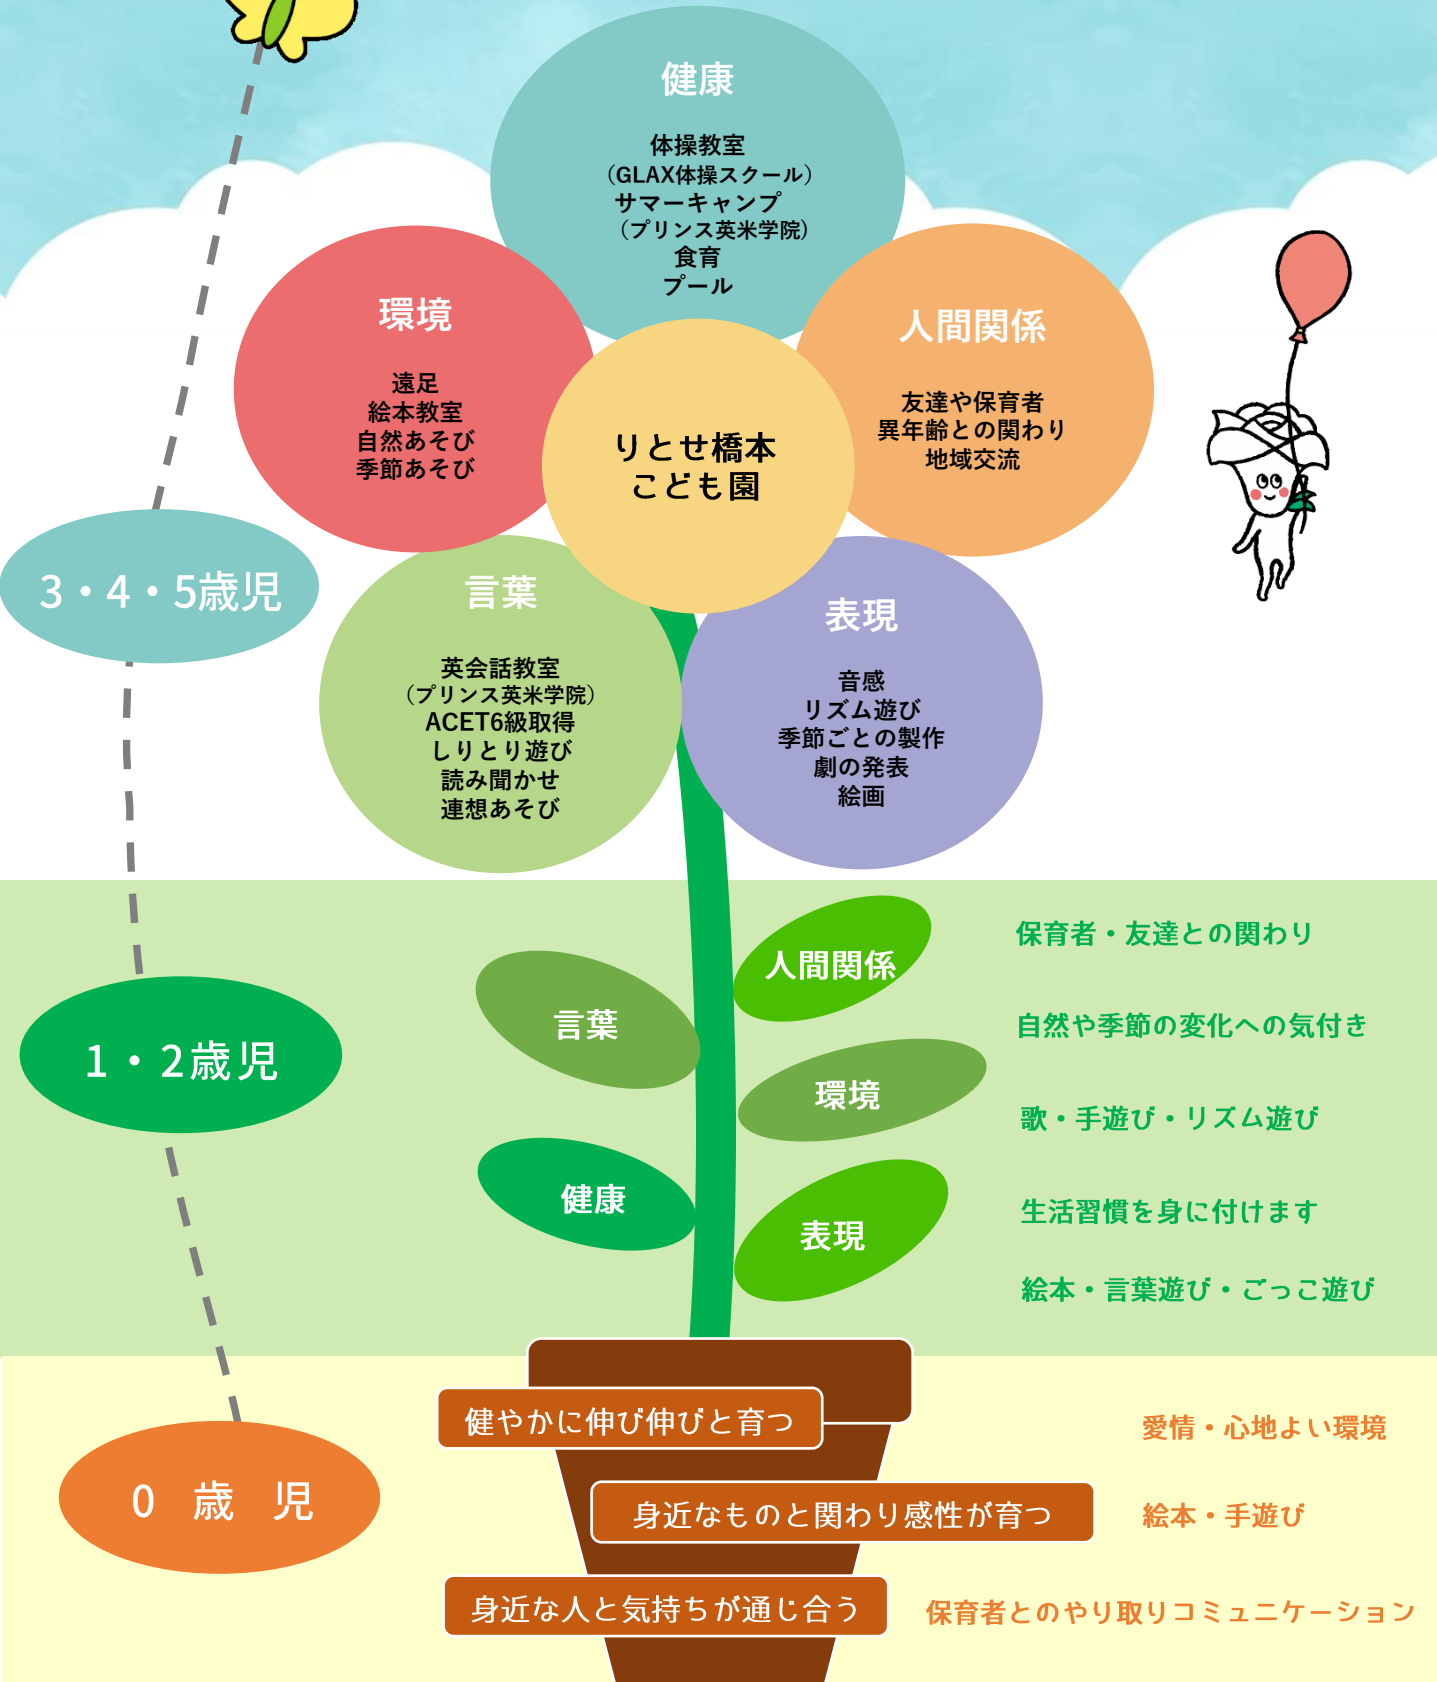 健康
体操教室
（GLAX体操スクール）
サマーキャンプ
（プリンス英米学院）
食育
プール
環境
遠足
絵本教室
自然あそび
季節あそび
人間関係
友達や保育者
異年齢との関わり
地域交流
りとせ橋本
こども園
3・4・5歳児
言葉
英会話教室
（プリンス英米学院）
ACET6級取得
しりとり遊び
読み聞かせ
連想あそび
表現
音感
リズム遊び
季節ごとの製作
劇の発表
絵画
1・2歳児
人間関係
言葉
環境
健康
表現
保育者・友達との関わり
自然や季節の変化への気付き
歌・手遊び・リズム遊び
生活習慣を身に付けます
絵本・言葉遊び・ごっこ遊び
0 歳 児
健やかに伸び伸びと育つ
身近なものと関わり感性が育つ
身近な人と気持ちが通じ合う
愛情・心地よい環境
絵本・手遊び
保育者とのやり取りコミュニケーション